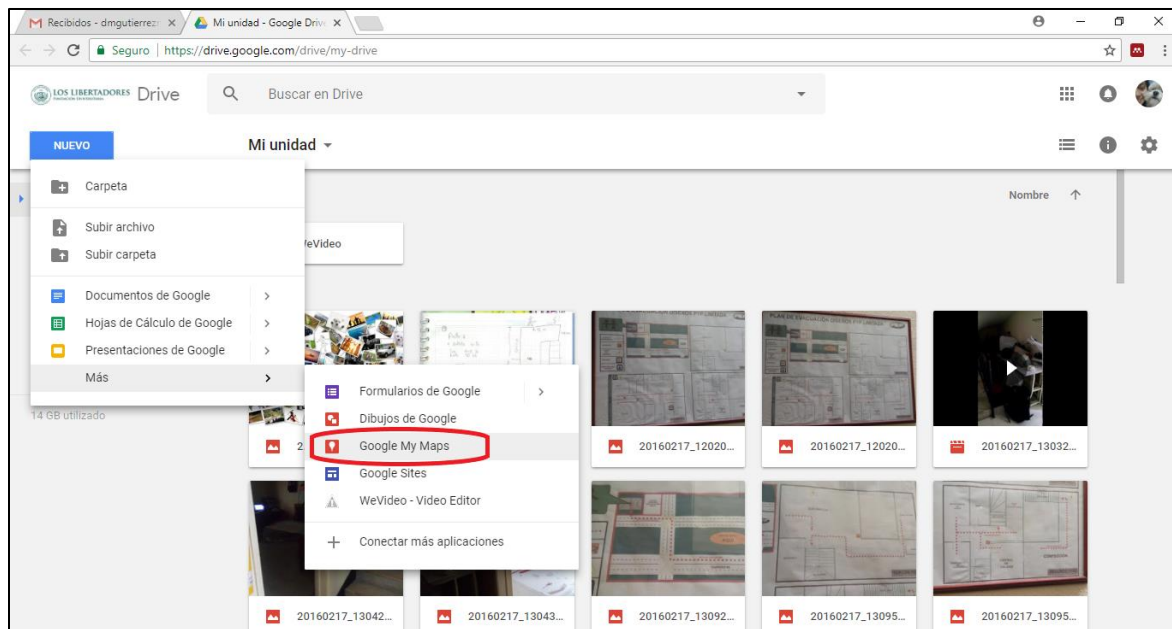 Recibidos - dmgutierrez
Mi unidad - Google Drive
Seguro | https://drive.google.com/drive/my-drive
LOS LIBERTADORES Drive
Buscar en Drive
NUEVO
Mi unidad
Carpeta
Nombre
Subir archivo
Subir carpeta
WeVideo
Documentos de Google
Hojas de Cálculo de Google
Presentaciones de Google
Más
14 GB utilizado
Formularios de Google
Dibujos de Google
Google My Maps
Google Sites
WeVideo - Video Editor
Conectar más aplicaciones
20160217_12020...
20160217_12020...
20160217_13032...
20160217_13042...
20160217_13043...
20160217_13092...
20160217_13095...
20160217_13095...